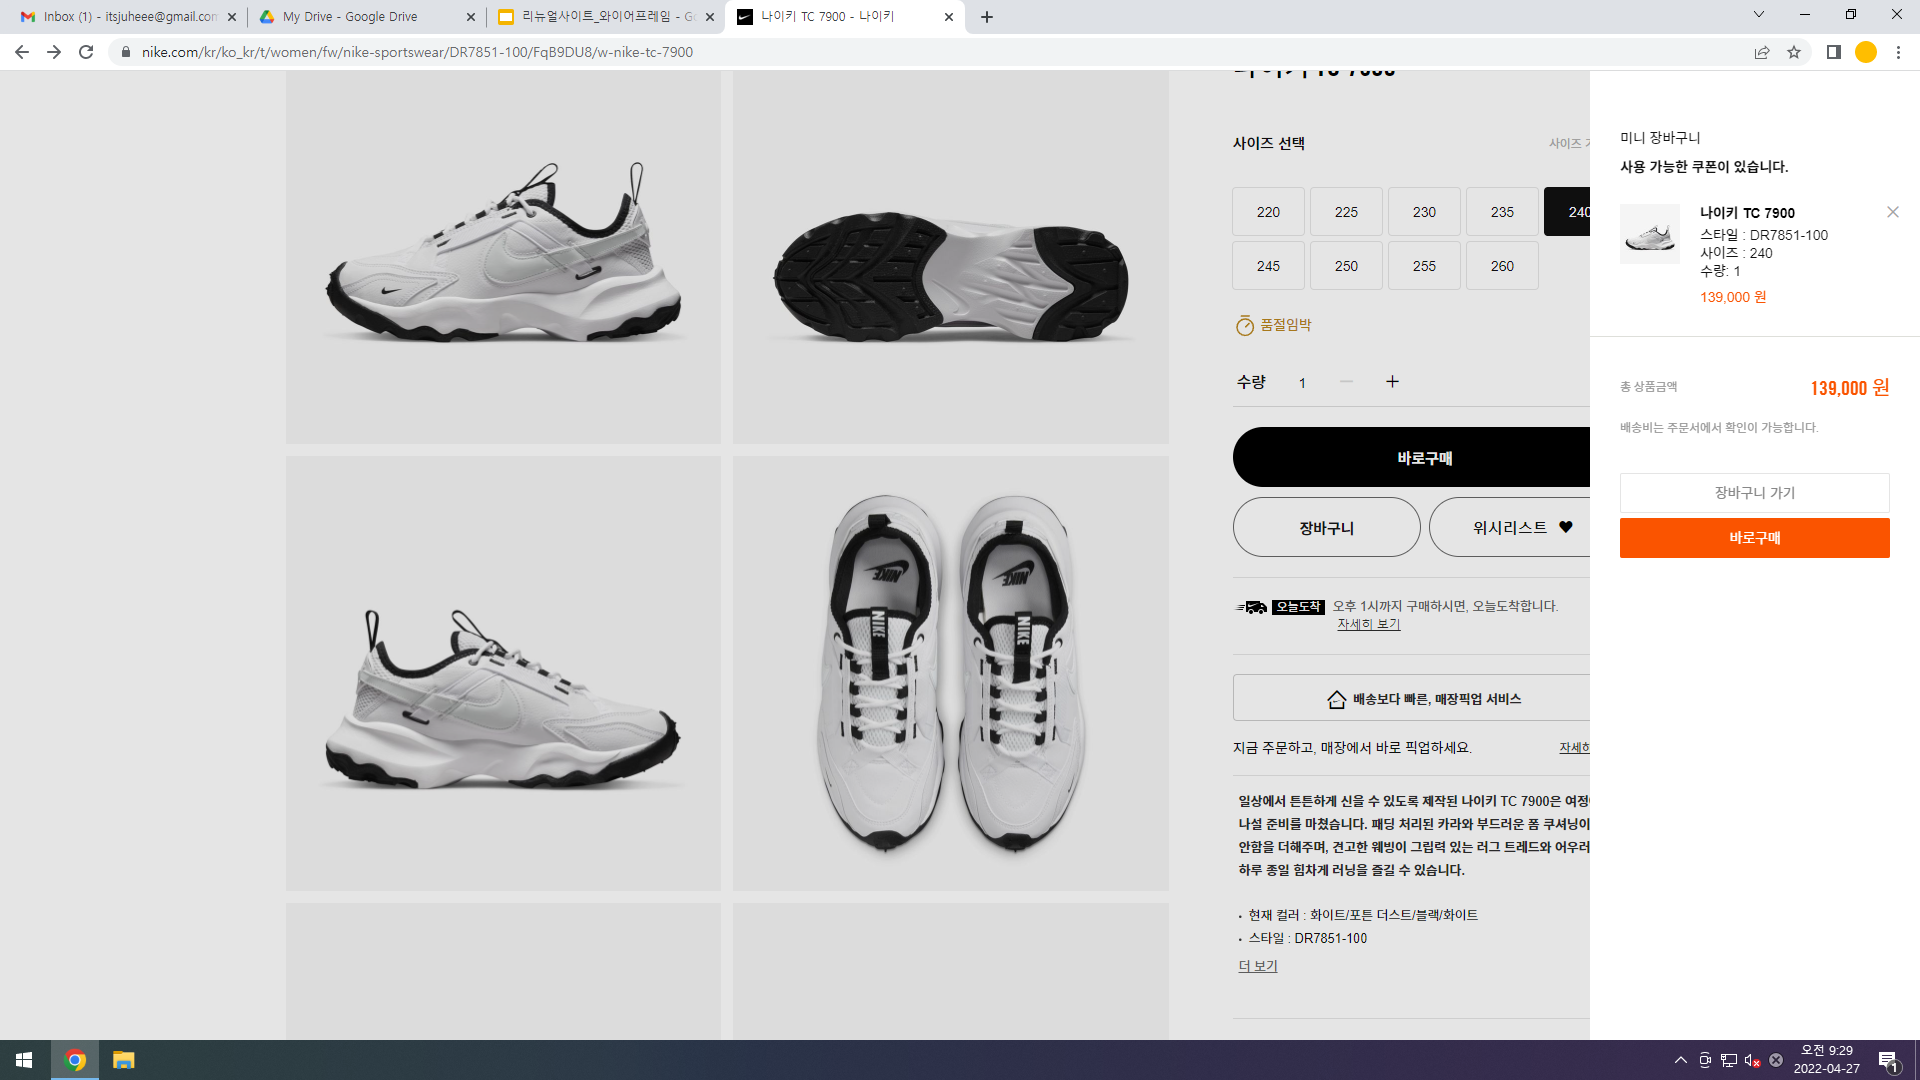 Inbox (1) - itsjuheee@gmail.con
My Drive - Google Drive
리뉴얼사이트_와이어프레임 - Go
나이키 TC 7900 - 나이키
nike.com/kr/ko_kr/t/women/fw/nike-sportswear/DR7851-100/FqB9DU8/w-nike-tc-7900
사이즈 선택
사이즈
220
225
230
235
240
245
250
255
260
품절임박
수량
1
바로구매
장바구니
위시리스트
오늘도착
오후 1시까지 구매하시면, 오늘도착합니다.
자세히 보기
배송보다 빠른, 매장픽업 서비스
지금 주문하고, 매장에서 바로 픽업하세요.
자세히
일상에서 튼튼하게 신을 수 있도록 제작된 나이키 TC 7900은 여정
나설 준비를 마쳤습니다. 패딩 처리된 카라와 부드러운 폼 쿠셔닝이
안함을 더해주며, 견고한 웨빙이 그립력 있는 러그 트레드와 어우러
하루 종일 힘차게 러닝을 즐길 수 있습니다.
• 현재 컬러 : 화이트/포튼 더스트/블랙/화이트
• 스타일 : DR7851-100
더 보기
미니 장바구니
사용 가능한 쿠폰이 있습니다.
나이키 TC 7900
스타일 : DR7851-100
사이즈 : 240
수량: 1
139,000 원
총 상품금액
139,000 원
배송비는 주문서에서 확인이 가능합니다.
장바구니 가기
바로구매
NIKE
NIKE
NIKE
NIKE
오전 9:29
2022-04-27
1